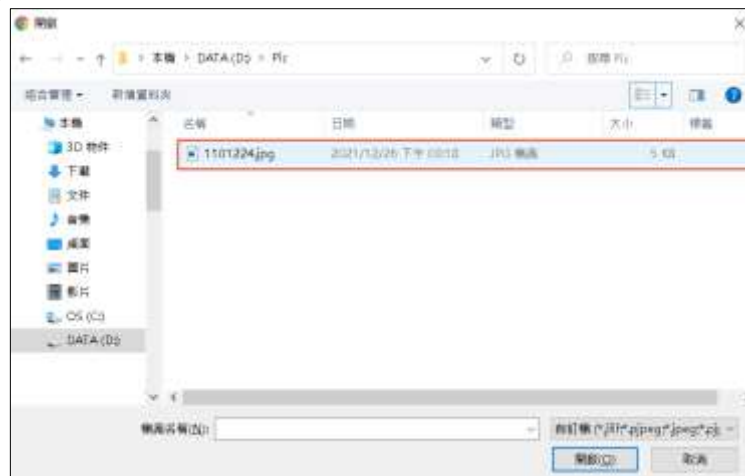 開啟
本機 › DATA (D:) › Pic
搜尋 Pic
組合管理 新增資料夾
名稱 日期 類型 大小 標籤
1101224.jpg 2021/12/26 下午 JPG 檔案 5 KB
本機
3D 物件
下載
文件
音樂
桌面
圖片
影片
OS (C:)
DATA (D:)
檔案名稱(N):
開啟(O) 取消